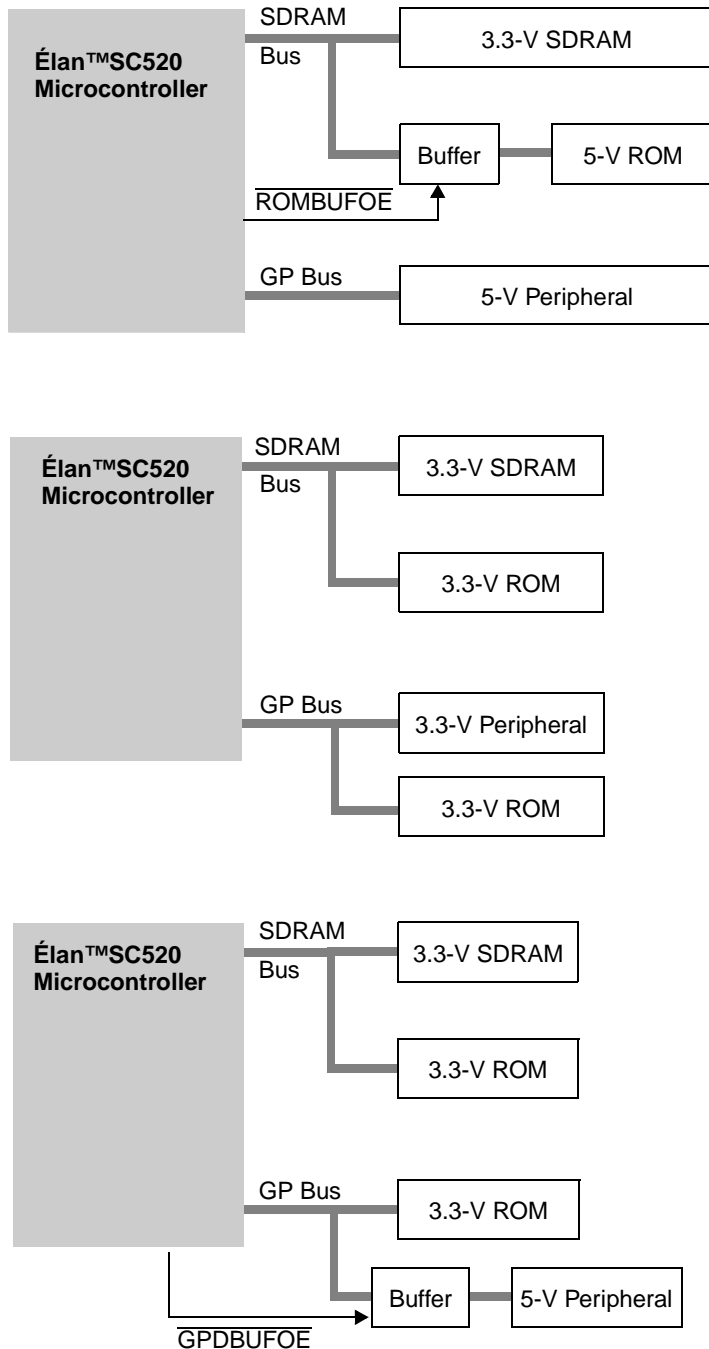 SDRAM
Bus
3.3-V SDRAM
Élan™SC520
Microcontroller
Buffer
5-V ROM
ROMBUFOE
GP Bus
5-V Peripheral
SDRAM
Bus
3.3-V SDRAM
Élan™SC520
Microcontroller
3.3-V ROM
GP Bus
3.3-V Peripheral
3.3-V ROM
SDRAM
Bus
3.3-V SDRAM
Élan™SC520
Microcontroller
3.3-V ROM
GP Bus
3.3-V ROM
Buffer
5-V Peripheral
GPDBUFOE